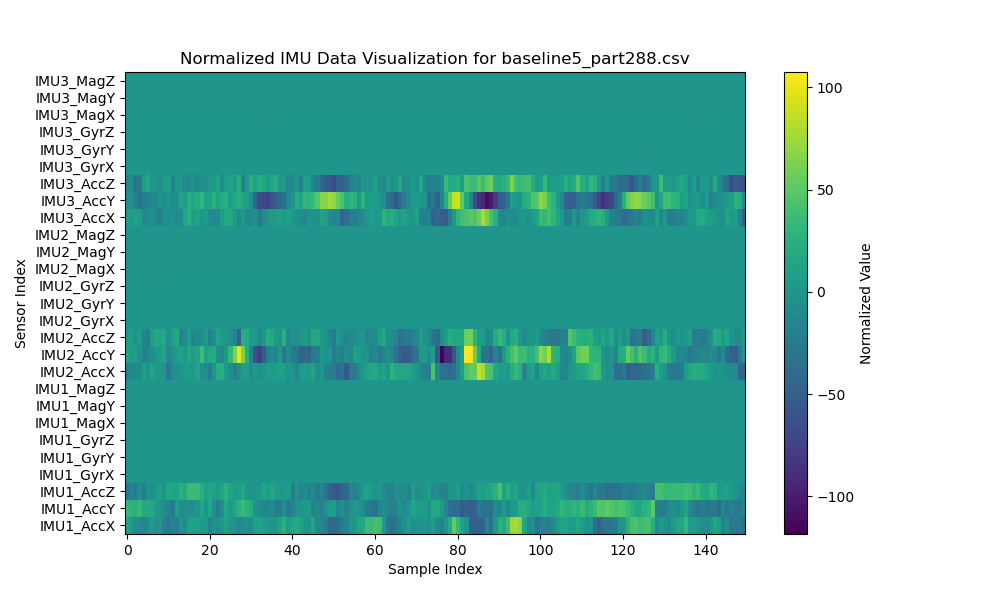 Normalized IMU Data Visualization for baseline5_part288.csv
Sensor Index
IMU3_MagZ
IMU3_MagY
IMU3_MagX
IMU3_GyrZ
IMU3_GyrY
IMU3_GyrX
IMU3_AccZ
IMU3_AccY
IMU3_AccX
IMU2_MagZ
IMU2_MagY
IMU2_MagX
IMU2_GyrZ
IMU2_GyrY
IMU2_GyrX
IMU2_AccZ
IMU2_AccY
IMU2_AccX
IMU1_MagZ
IMU1_MagY
IMU1_MagX
IMU1_GyrZ
IMU1_GyrY
IMU1_GyrX
IMU1_AccZ
IMU1_AccY
IMU1_AccX
0 20 40 60 80 100 120 140
Sample Index
100
50
0
−50
−100
Normalized Value